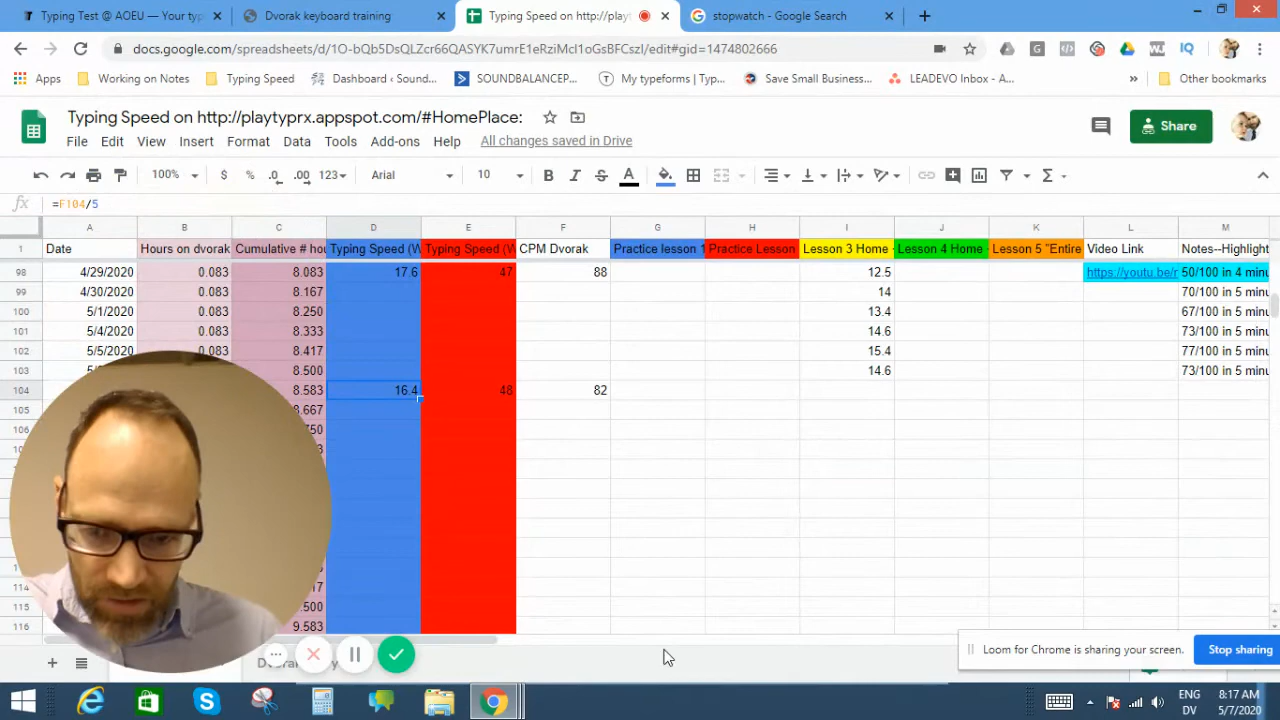 Typing Test @ AOEU — Your typ
Dvorak keyboard training
Typing Speed on http://play
stopwatch - Google Search
docs.google.com/spreadsheets/d/1O-bQb5DsQLZcr66QASYK7umrE1eRziMcI1oGsBFCszI/edit#gid=1474802666
Apps
Working on Notes
Typing Speed
Dashboard ‹ Sound...
SOUNDBALANCEP...
My typeforms | Typ...
Save Small Business...
LEADEVO Inbox - A...
Other bookmarks
Typing Speed on http://playtyprx.appspot.com/#HomePlace:
File Edit View Insert Format Data Tools Add-ons Help All changes saved in Drive
Share
100% $ % .0 .00 123 Arial 10 B I S A
fx =F104/5
A B C D E F G H I J K L M
1 Date Hours on dvorak Cumulative # hou Typing Speed (W Typing Speed (W CPM Dvorak Practice lesson 1 Practice Lesson Lesson 3 Home Lesson 4 Home Lesson 5 "Entire Video Link Notes--Highlight
98 4/29/2020 0.083 8.083 17.6 47 88 12.5 https://youtu.be/r 50/100 in 4 minu
99 4/30/2020 0.083 8.167 14 70/100 in 5 minu
100 5/1/2020 0.083 8.250 13.4 67/100 in 5 minu
101 5/4/2020 0.083 8.333 14.6 73/100 in 5 minu
102 5/5/2020 0.083 8.417 15.4 77/100 in 5 minu
103 8.500 14.6 73/100 in 5 minu
104 8.583 16.4 48 82
105 8.667
106 750
114 17
115 500
116 9.583
Loom for Chrome is sharing your screen.
Stop sharing
ENG
DV
8:17 AM
5/7/2020